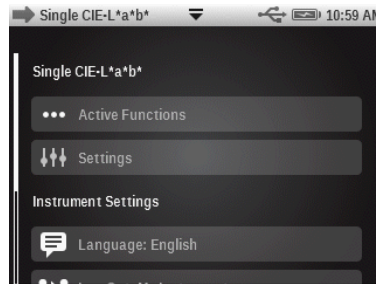 Single CIE-L*a*b*
10:59 AM
Single CIE-L*a*b*
Active Functions
Settings
Instrument Settings
Language: English